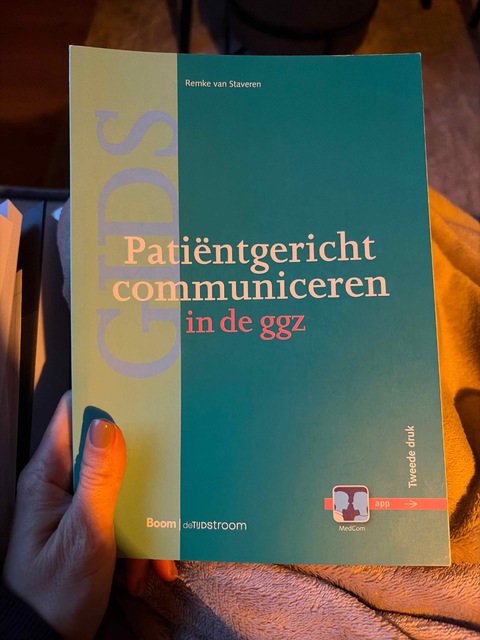 Remke van Staveren
GIDS
Patiëntgericht
communiceren
in de ggz
Tweede druk
app
MedCom
Boom | deTIJDSTROOM